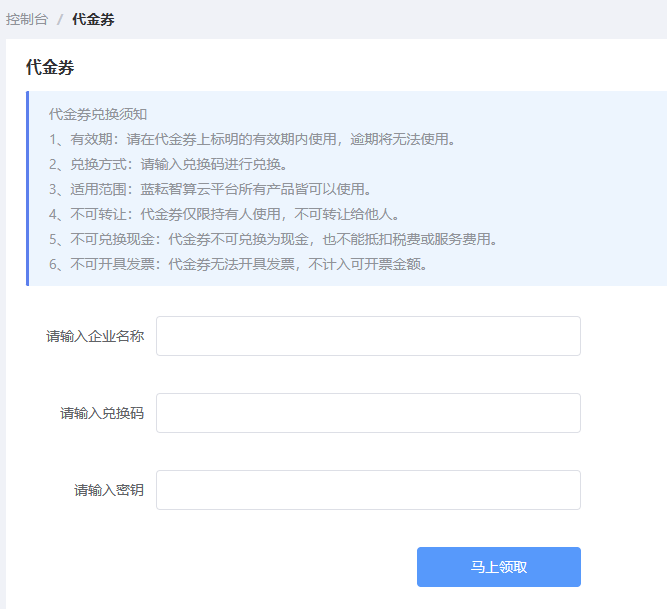 控制台 / 代金券
代金券
代金券兑换须知
1、有效期：请在代金券上标明的有效期内使用，逾期将无法使用。
2、兑换方式：请输入兑换码进行兑换。
3、适用范围：蓝耘智算云平台所有产品皆可以使用。
4、不可转让：代金券仅限持有人使用，不可转让给他人。
5、不可兑换现金：代金券不可兑换为现金，也不能抵扣税费或服务费用。
6、不可开具发票：代金券无法开具发票，不计入可开票金额。
请输入企业名称
请输入兑换码
请输入密钥
马上领取